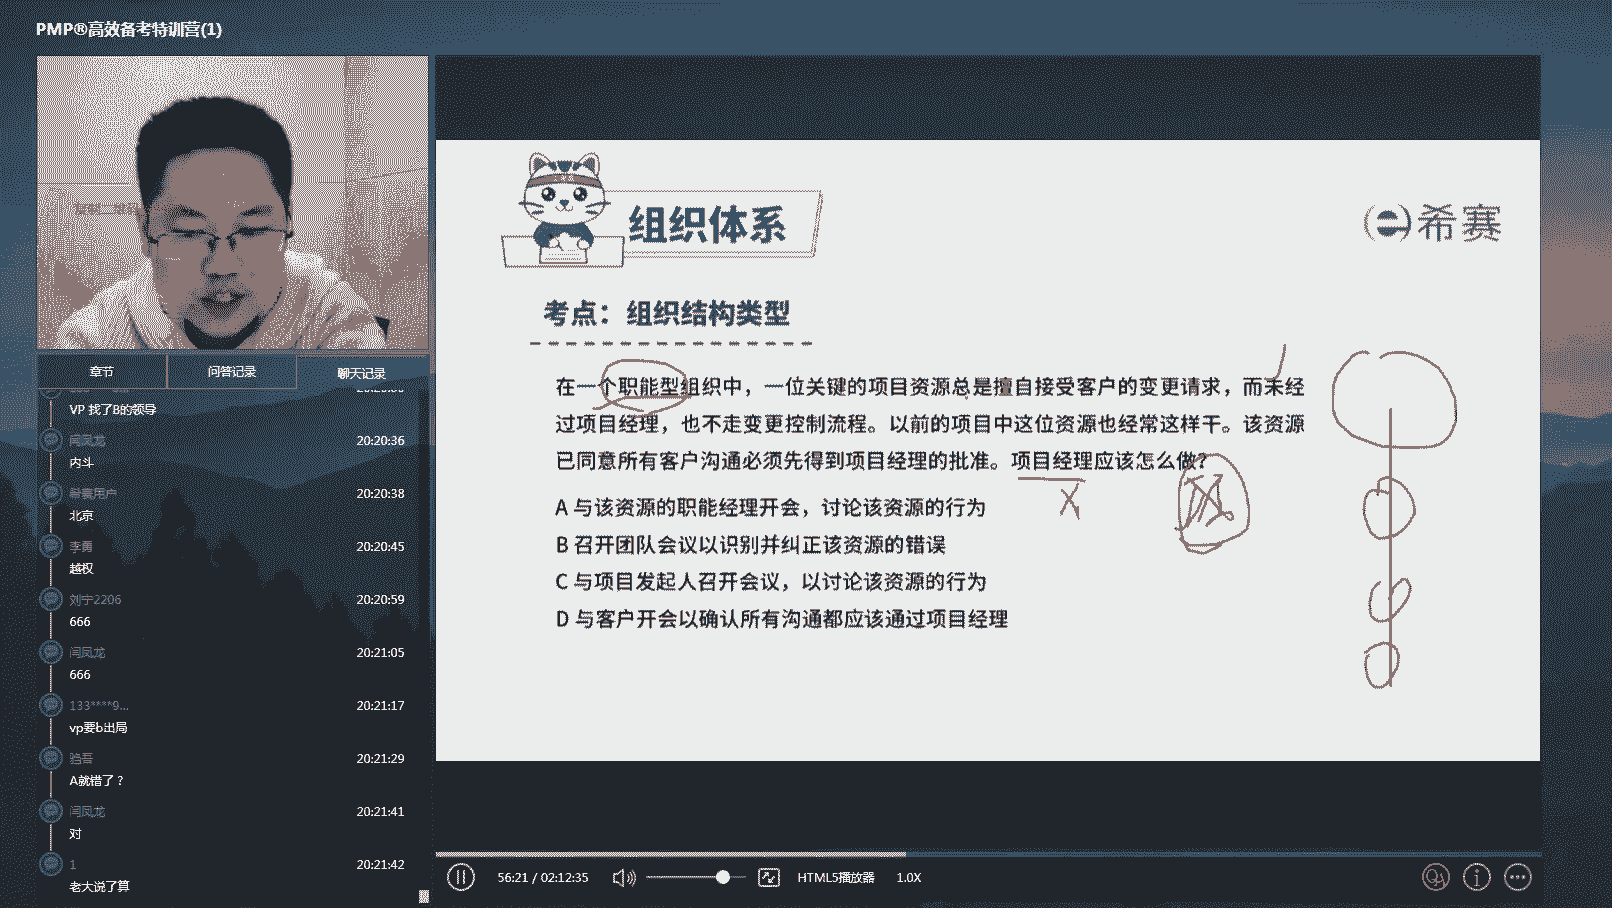 PMP®高效备考特训营(1)
组织体系
希赛
考点：组织结构类型
在一个职能型组织中，一位关键的项目资源总是擅自接受客户的变更请求，而未经
过项目经理，也不走变更控制流程。以前的项目中这位资源也经常这样干。该资源
已同意所有客户沟通必须先得到项目经理的批准。项目经理应该怎么做？
A 与该资源的职能经理开会，讨论该资源的行为
B 召开团队会议以识别并纠正该资源的错误
C 与项目发起人召开会议，以讨论该资源的行为
D 与客户开会以确认所有沟通都应该通过项目经理
章节 问答记录 聊天记录
VP 找了B的领导
闫凤龙 20:20:36
内斗
希赛用户 20:20:38
北京
李勇 20:20:45
越权
刘宁2206 20:20:59
666
闫凤龙 21:05
666
133****9... 20:21:17
vp要b出局
20:21:29
A就错了？
闫凤龙 20:21:41
对
1 20:21:42
老大说了算
56:21 / 02:12:35 HTML5播放器 1.0X